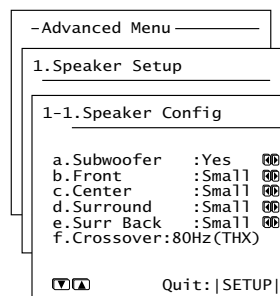 -Advanced Menu
1.Speaker Setup
1-1.Speaker Config
a.Subwoofer :Yes
b.Front :Small
c.Center :Small
d.Surround :Small
e.Surr Back :Small
f.Crossover:80Hz(THX)
Quit:|SETUP|